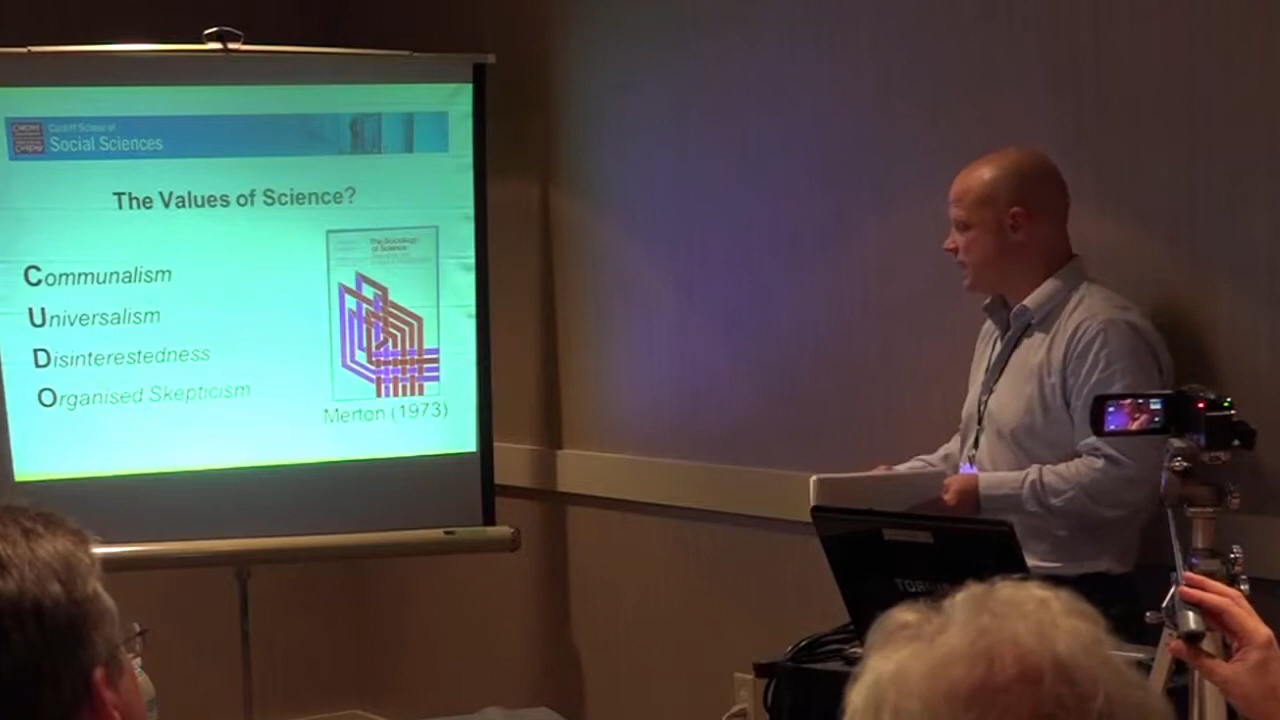 Cardiff School of
Social Sciences
The Values of Science?
The Sociology
of Science
Communalism
Universalism
Disinterestedness
Organised Skepticism
Merton (1973)